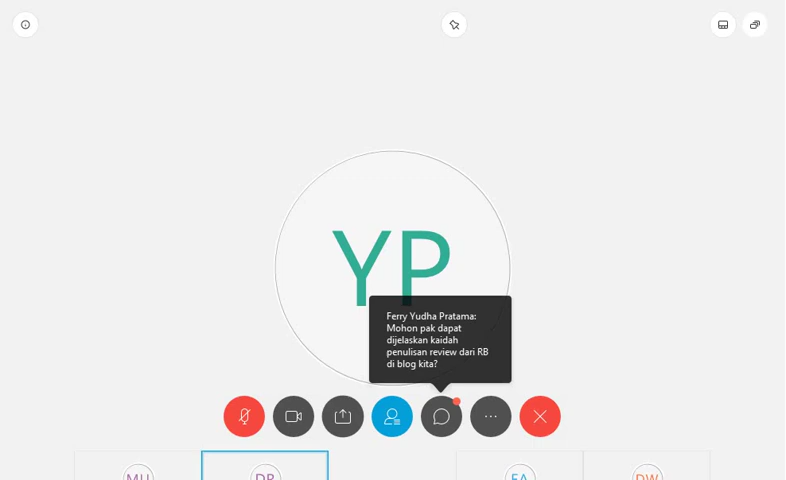 YP
Ferry Yudha Pratama:
Mohon pak dapat
dijelaskan kaidah
penulisan review dari RB
di blog kita?
MU
DR
FA
DW